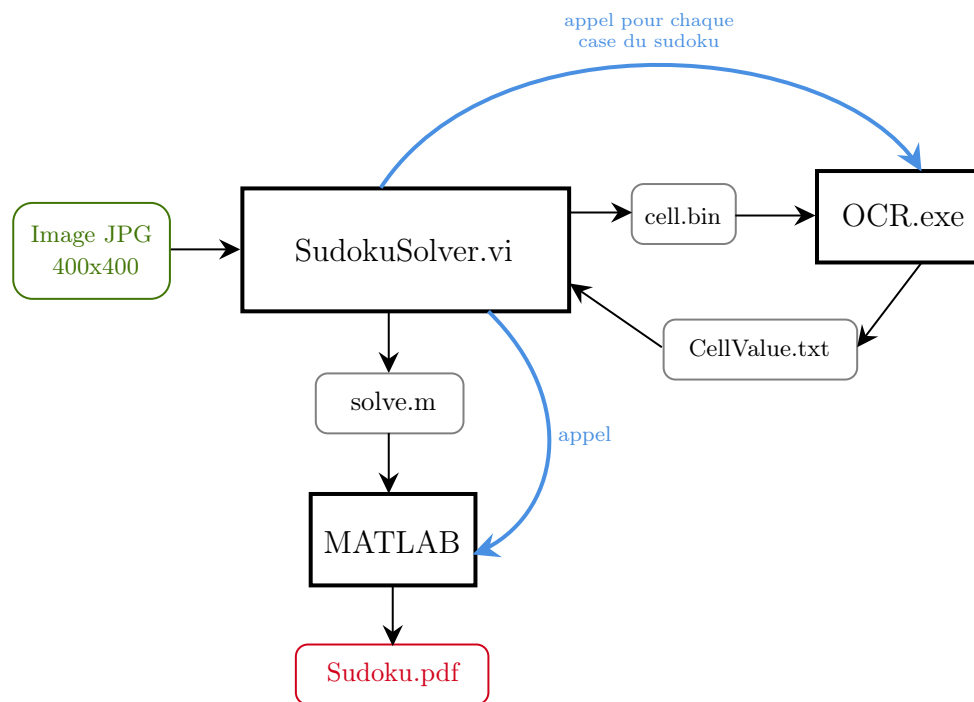 appel pour chaque
case du sudoku
Image JPG
400x400
SudokuSolver.vi
cell.bin
OCR.exe
CellValue.txt
solve.m
appel
MATLAB
Sudoku.pdf